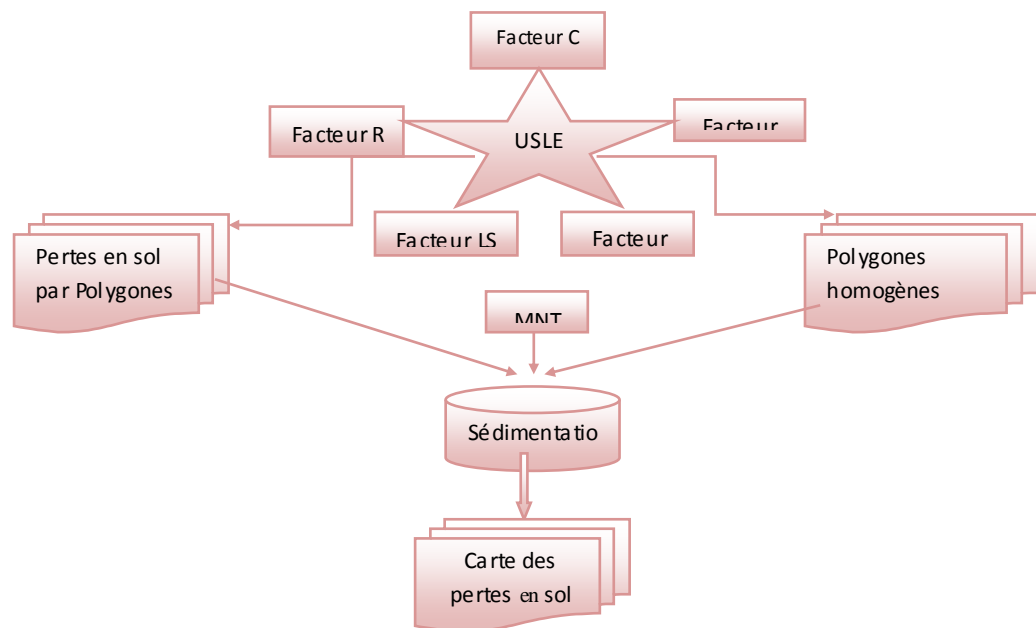 Facteur C
Facteur R
USLE
Facteur
Facteur LS
Facteur
Pertes en sol
par Polygones
Polygones
homogènes
MNT
Sédimentatio
Carte des
pertes en sol